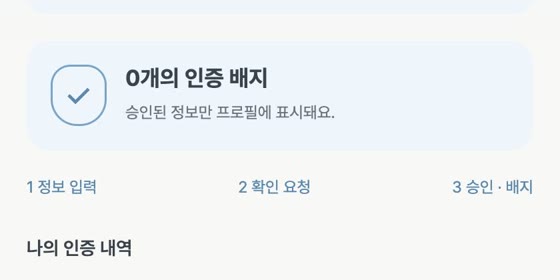 0개의 인증 배지
승인된 정보만 프로필에 표시돼요.
1 정보 입력
2 확인 요청
3 승인 · 배지
나의 인증 내역